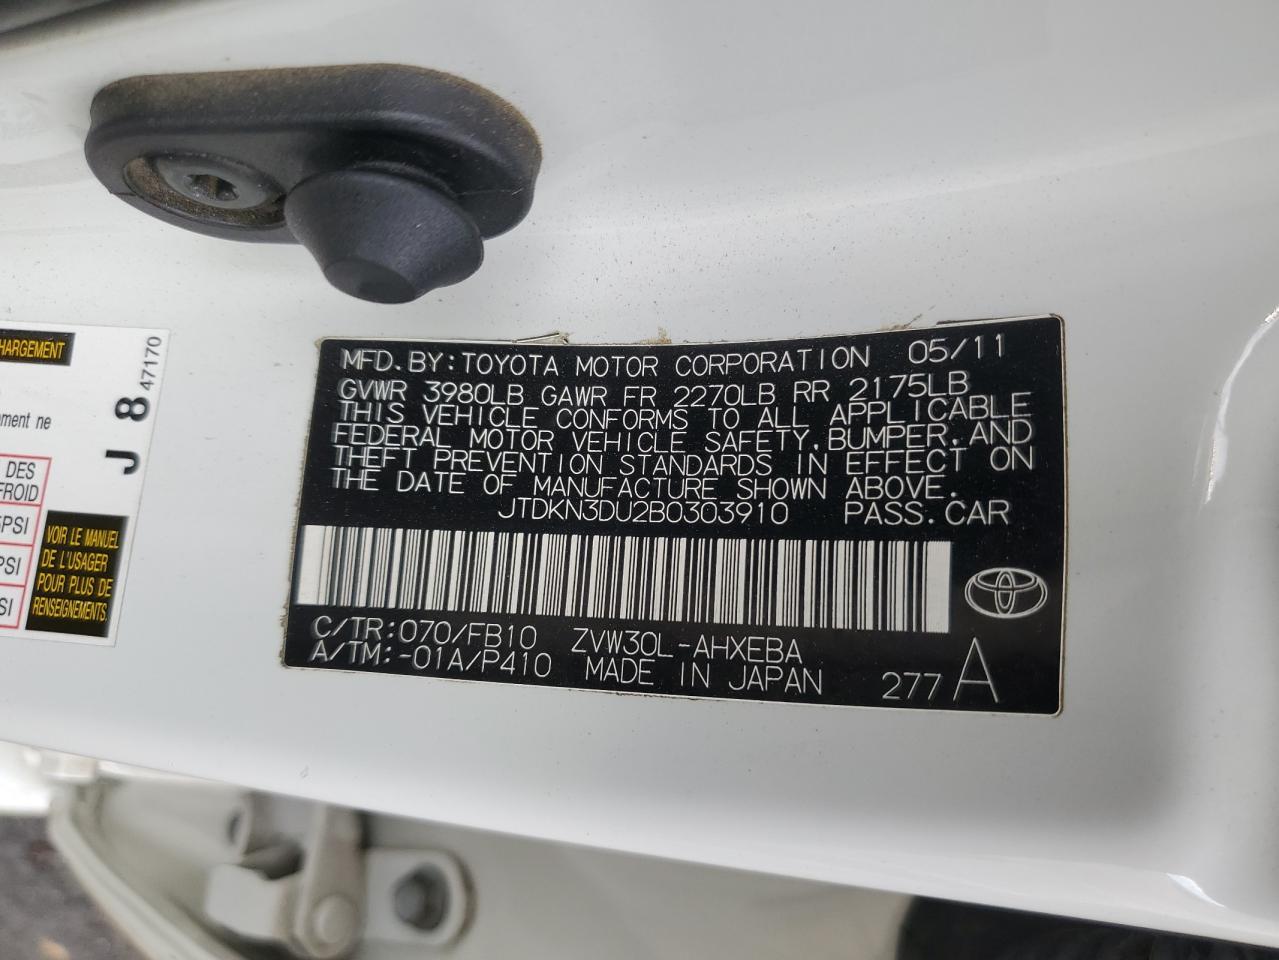 HARGEMENT
ement ne
DES
FROID
PSI
PSI
SI
VOIR LE MANUEL
DE L'USAGER
POUR PLUS DE
RENSEIGNEMENTS.
J 8 47170
MFD. BY: TOYOTA MOTOR CORPORATION 05/11
GVWR 3980LB GAWR FR 2270LB RR 2175LB
THIS VEHICLE CONFORMS TO ALL APPLICABLE
FEDERAL MOTOR VEHICLE SAFETY, BUMPER, AND
THEFT PREVENTION STANDARDS IN EFFECT ON
THE DATE OF MANUFACTURE SHOWN ABOVE.
JTDKN3DU2B0303910 PASS. CAR
C/TR: 070/FB10 ZVW30L-AHXEBA
A/TM: -01A/P410 MADE IN JAPAN 277 A